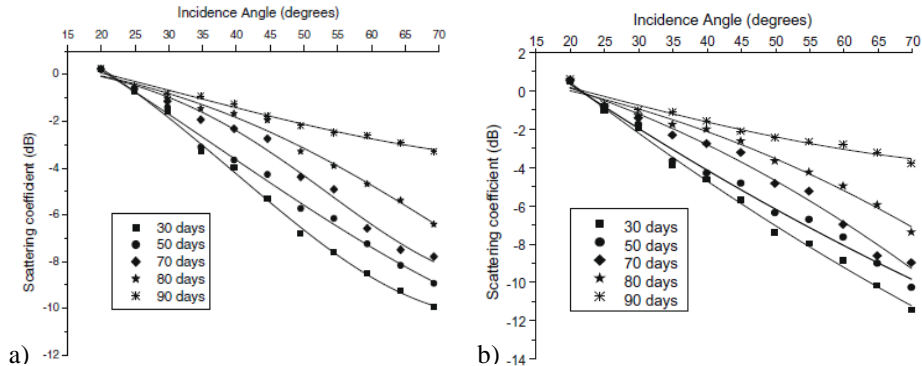 Incidence Angle (degrees)
15 20 25 30 35 40 45 50 55 60 65 70
0
-2
-4
-6
-8
-10
-12
Scattering coefficient (dB)
30 days
50 days
70 days
80 days
90 days
a)
Incidence Angle (degrees)
15 20 25 30 35 40 45 50 55 60 65 70
2
0
-2
-4
-6
-8
-10
-12
-14
Scattering coefficient (dB)
30 days
50 days
70 days
80 days
90 days
b)